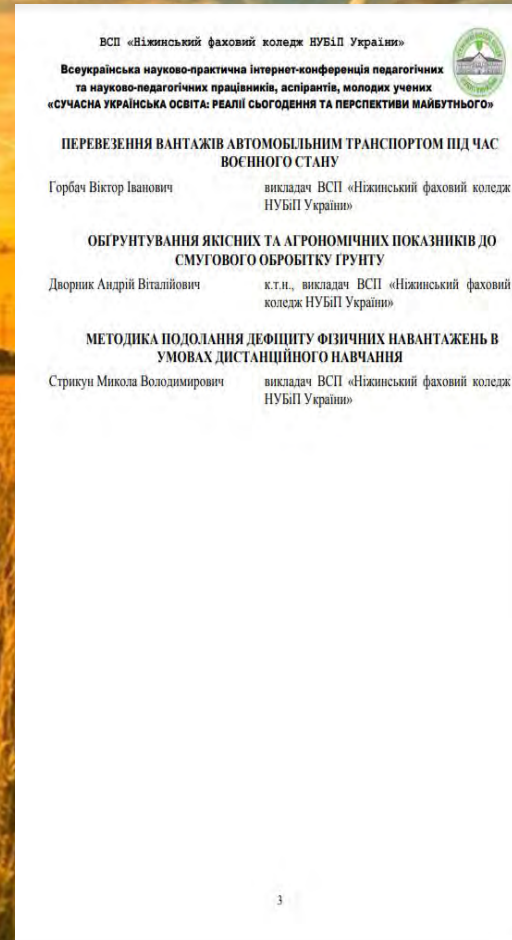 ВСП «Ніжинський фаховий коледж НУБіП України»
Всеукраїнська науково-практична інтернет-конференція педагогічних
та науково-педагогічних працівників, аспірантів, молодих учених
«СУЧАСНА УКРАЇНСЬКА ОСВІТА: РЕАЛІЇ СЬОГОДЕННЯ ТА ПЕРСПЕКТИВИ МАЙБУТНЬОГО»
ПЕРЕВЕЗЕННЯ ВАНТАЖІВ АВТОМОБІЛЬНИМ ТРАНСПОРТОМ ПІД ЧАС
ВОЄННОГО СТАНУ
Горбач Віктор Іванович викладач ВСП «Ніжинський фаховий коледж
НУБіП України»
ОБҐРУНТУВАННЯ ЯКІСНИХ ТА АГРОНОМІЧНИХ ПОКАЗНИКІВ ДО
СМУГОВОГО ОБРОБІТКУ ҐРУНТУ
Дворник Андрій Віталійович к.т.н., викладач ВСП «Ніжинський фаховий
коледж НУБіП України»
МЕТОДИКА ПОДОЛАННЯ ДЕФІЦИТУ ФІЗИЧНИХ НАВАНТАЖЕНЬ В
УМОВАХ ДИСТАНЦІЙНОГО НАВЧАННЯ
Стрикун Микола Володимирович викладач ВСП «Ніжинський фаховий коледж
НУБіП України»
3